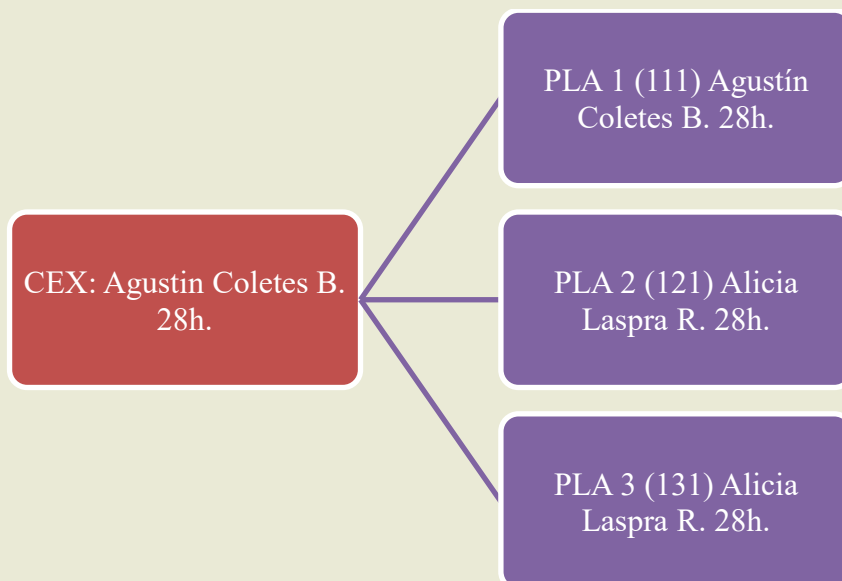 CEX: Agustin Coletes B.
28h.
PLA 1 (111) Agustín
Coletes B. 28h.
PLA 2 (121) Alicia
Laspra R. 28h.
PLA 3 (131) Alicia
Laspra R. 28h.